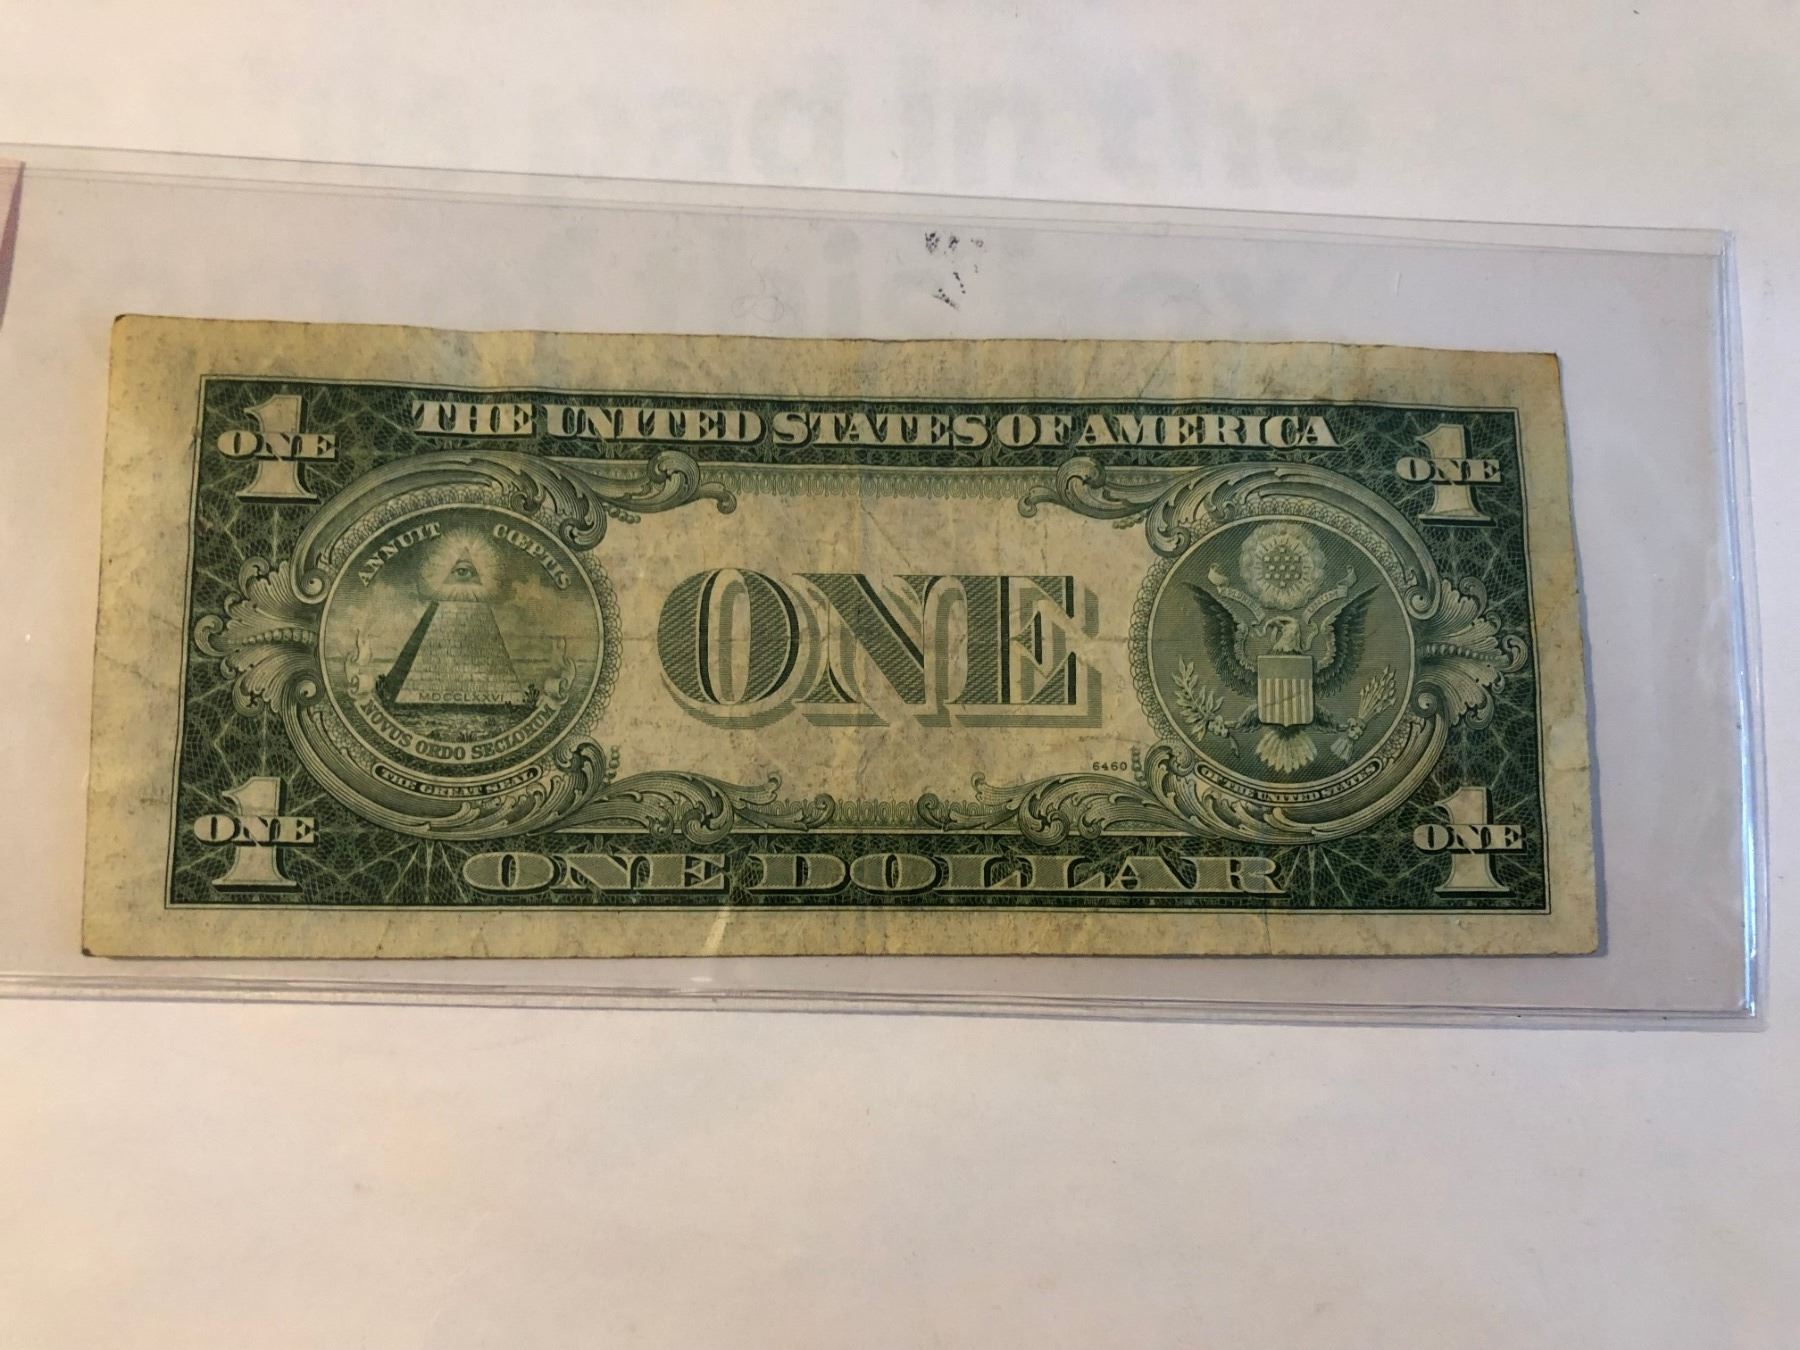 THE UNITED STATES OF AMERICA
ONE 1
ONE 1
ANNUIT CŒPTIS
MDCCLXXVI
NOVUS ORDO SECLORUM
THE GREAT SEAL
ONE
6460
OF THE UNITED STATES
ONE 1
ONE 1
ONE DOLLAR